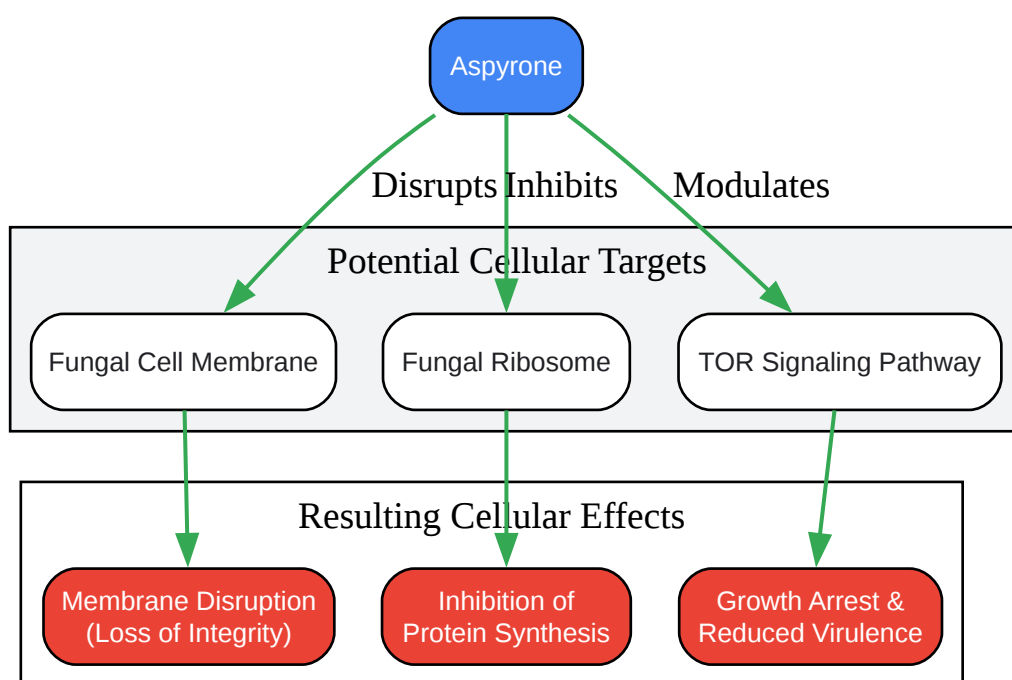 Aspyrone
Disrupts Inhibits Modulates
Potential Cellular Targets
Fungal Cell Membrane
Fungal Ribosome
TOR Signaling Pathway
Resulting Cellular Effects
Membrane Disruption
(Loss of Integrity)
Inhibition of
Protein Synthesis
Growth Arrest &
Reduced Virulence